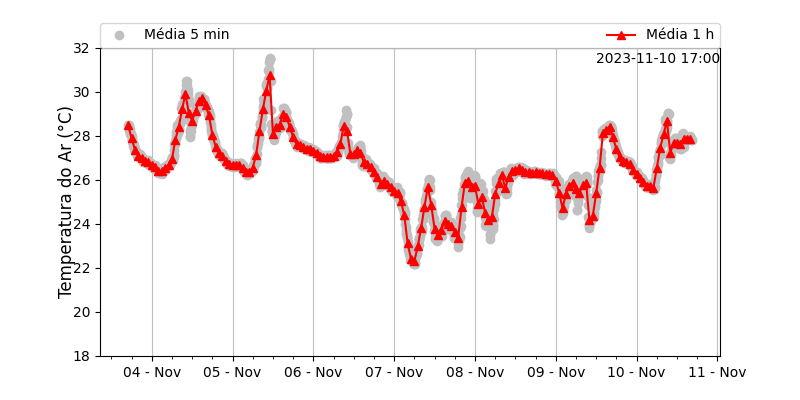 Média 5 min
Média 1 h
2023-11-10 17:00
Temperatura do Ar (°C)
32
30
28
26
24
22
20
18
04 - Nov
05 - Nov
06 - Nov
07 - Nov
08 - Nov
09 - Nov
10 - Nov
11 - Nov